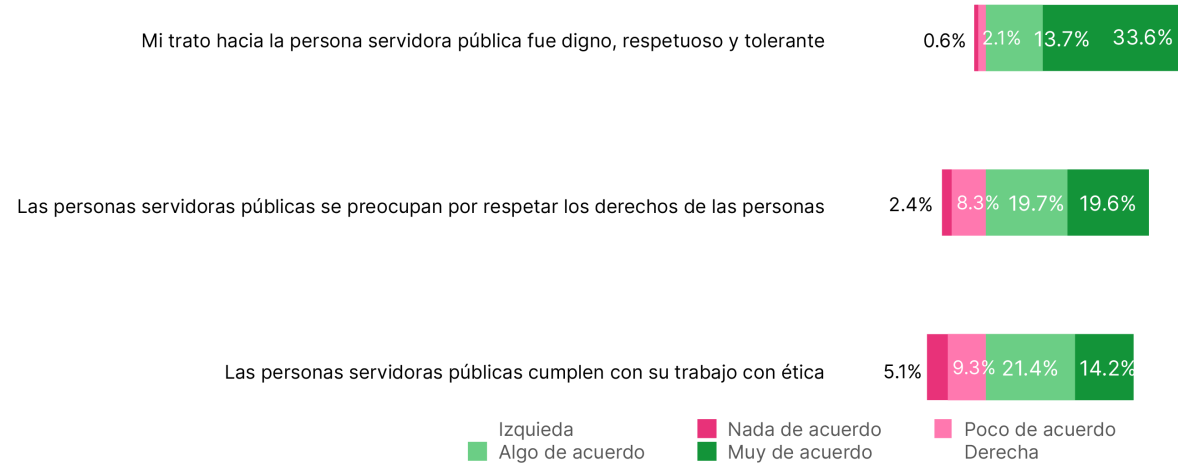 Mi trato hacia la persona servidora pública fue digno, respetuoso y tolerante
0.6% 2.1% 13.7% 33.6%
Las personas servidoras públicas se preocupan por respetar los derechos de las personas
2.4% 8.3% 19.7% 19.6%
Las personas servidoras públicas cumplen con su trabajo con ética
5.1% 9.3% 21.4% 14.2%
Izquieda Nada de acuerdo Poco de acuerdo
Algo de acuerdo Muy de acuerdo Derecha